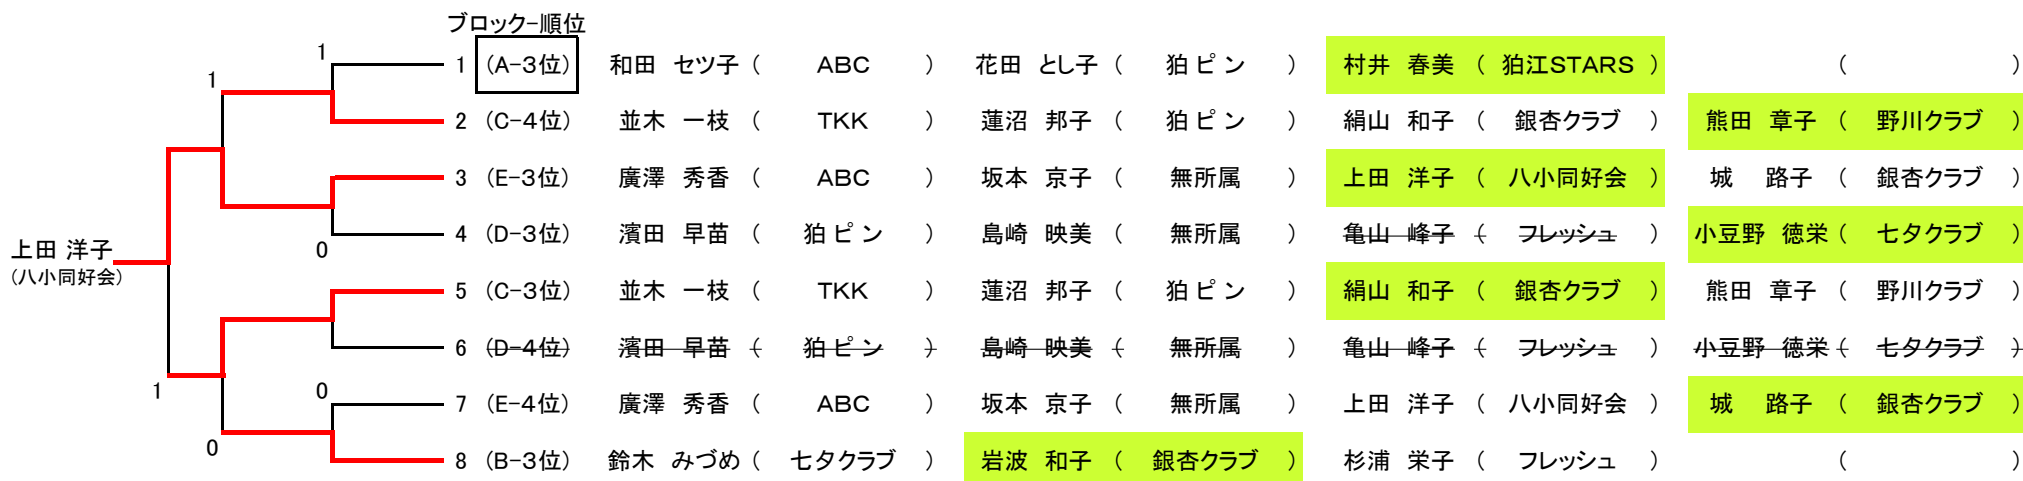 ブロック-順位
1 1 1 (A-3位) 和田 セツ子 ( ABC ) 花田 とし子 ( 狛ピン ) 村井 春美 ( 狛江STARS ) ( )
2 (C-4位) 並木 一枝 ( TKK ) 蓮沼 邦子 ( 狛ピン ) 絹山 和子 ( 銀杏クラブ ) 熊田 章子 ( 野川クラブ )
3 (E-3位) 廣澤 秀香 ( ABC ) 坂本 京子 ( 無所属 ) 上田 洋子 ( 八小同好会 ) 城 路子 ( 銀杏クラブ )
0 4 (D-3位) 濱田 早苗 ( 狛ピン ) 島崎 映美 ( 無所属 ) 亀山 峰子 ( フレッシュ ) 小豆野 徳栄 ( 七夕クラブ )
上田 洋子
(八小同好会)
5 (C-3位) 並木 一枝 ( TKK ) 蓮沼 邦子 ( 狛ピン ) 絹山 和子 ( 銀杏クラブ ) 熊田 章子 ( 野川クラブ )
6 (D-4位) 濱田 早苗 ( 狛ピン ) 島崎 映美 ( 無所属 ) 亀山 峰子 ( フレッシュ ) 小豆野 徳栄 ( 七夕クラブ )
1 0 7 (E-4位) 廣澤 秀香 ( ABC ) 坂本 京子 ( 無所属 ) 上田 洋子 ( 八小同好会 ) 城 路子 ( 銀杏クラブ )
0 8 (B-3位) 鈴木 みづめ ( 七夕クラブ ) 岩波 和子 ( 銀杏クラブ ) 杉浦 栄子 ( フレッシュ ) ( )